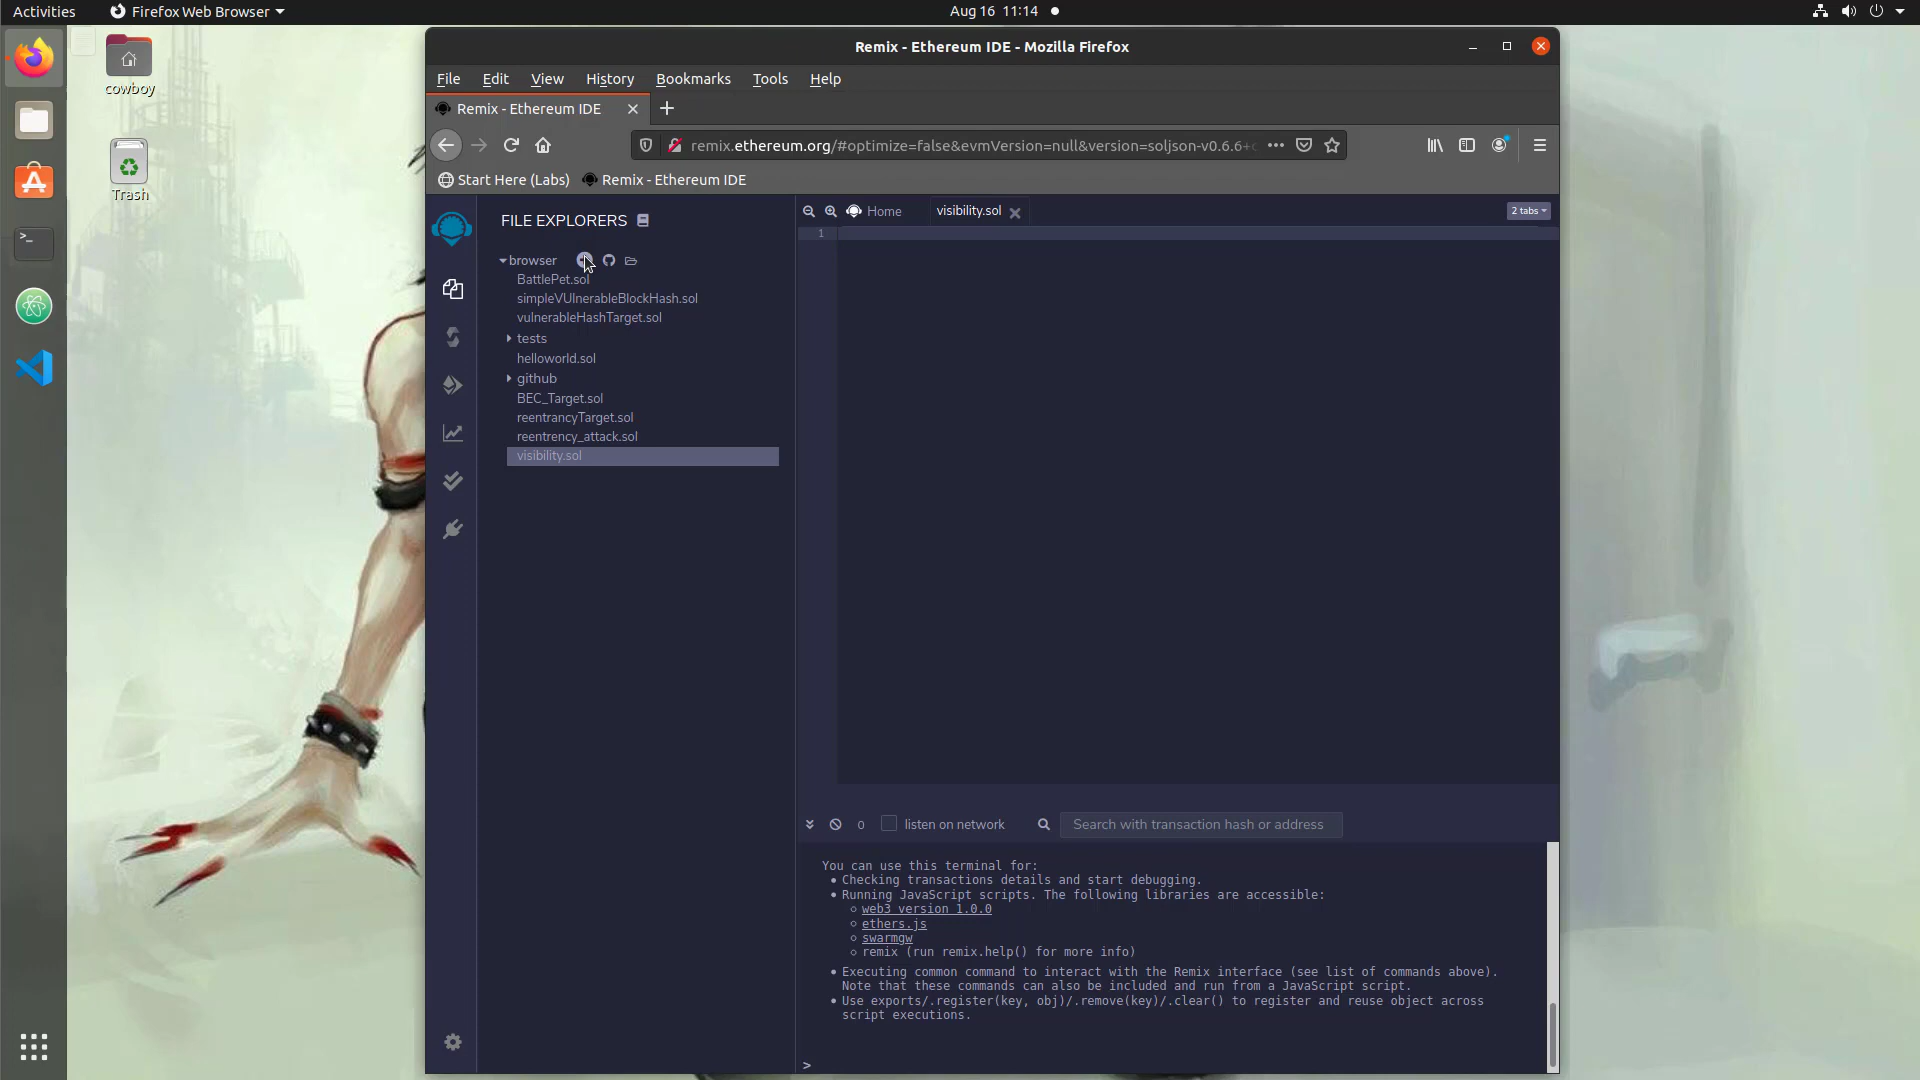 Activities
Firefox Web Browser
Aug 16 11:14
cowboy
Trash
>_
Remix - Ethereum IDE - Mozilla Firefox
File Edit View History Bookmarks Tools Help
Remix - Ethereum IDE
remix.ethereum.org/#optimize=false&evmVersion=null&version=soljson-v0.6.6+c
Start Here (Labs)
Remix - Ethereum IDE
FILE EXPLORERS
browser
BattlePet.sol
simpleVUlnerableBlockHash.sol
vulnerableHashTarget.sol
tests
helloworld.sol
github
BEC_Target.sol
reentrancyTarget.sol
reentrency_attack.sol
visibility.sol
Home
visibility.sol
2 tabs
1
0
listen on network
Search with transaction hash or address
You can use this terminal for:
Checking transactions details and start debugging.
Running JavaScript scripts. The following libraries are accessible:
web3 version 1.0.0
ethers.js
swarmgw
remix (run remix.help() for more info)
Executing common command to interact with the Remix interface (see list of commands above).
Note that these commands can also be included and run from a JavaScript script.
Use exports/.register(key, obj)/.remove(key)/.clear() to register and reuse object across
script executions.
>